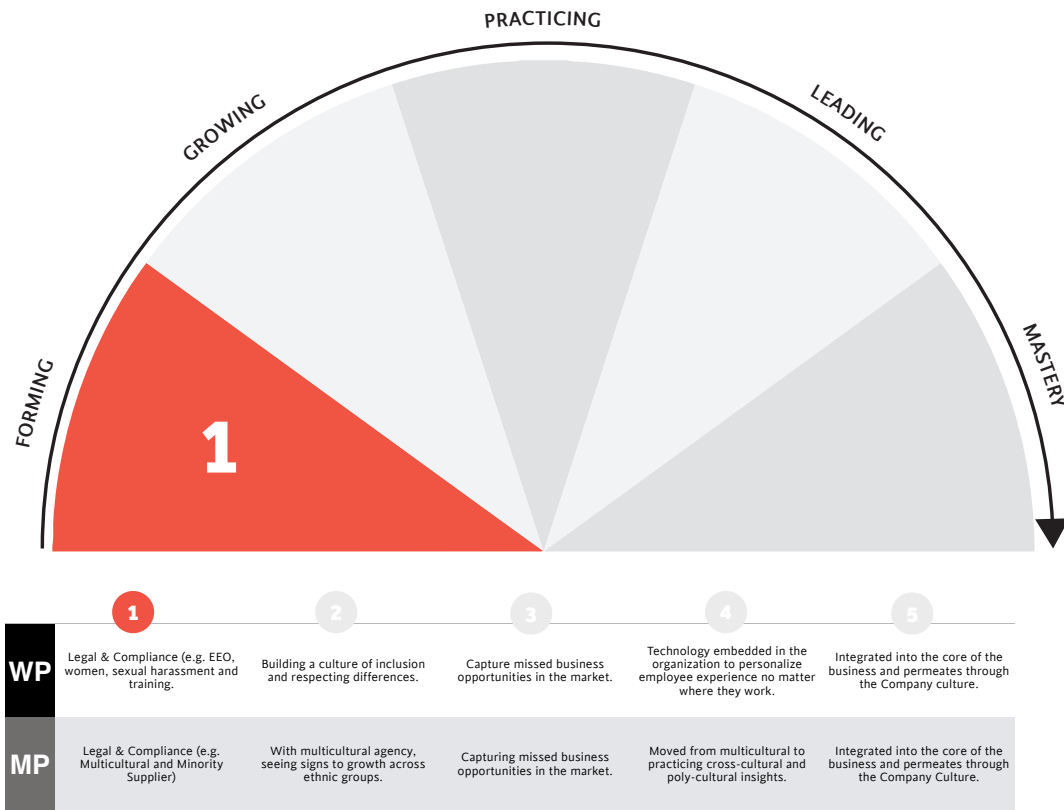 PRACTICING
GROWING
LEADING
FORMING
MASTERY
1
1
2
3
4
5
WP
Legal & Compliance (e.g. EEO,
women, sexual harassment and
training.
Building a culture of inclusion
and respecting differences.
Capture missed business
opportunities in the market.
Technology embedded in the
organization to personalize
employee experience no matter
where they work.
Integrated into the core of the
business and permeates through
the Company culture.
MP
Legal & Compliance (e.g.
Multicultural and Minority
Supplier)
With multicultural agency,
seeing signs to growth across
ethnic groups.
Capturing missed business
opportunities in the market.
Moved from multicultural to
practicing cross-cultural and
poly-cultural insights.
Integrated into the core of the
business and permeates through
the Company Culture.